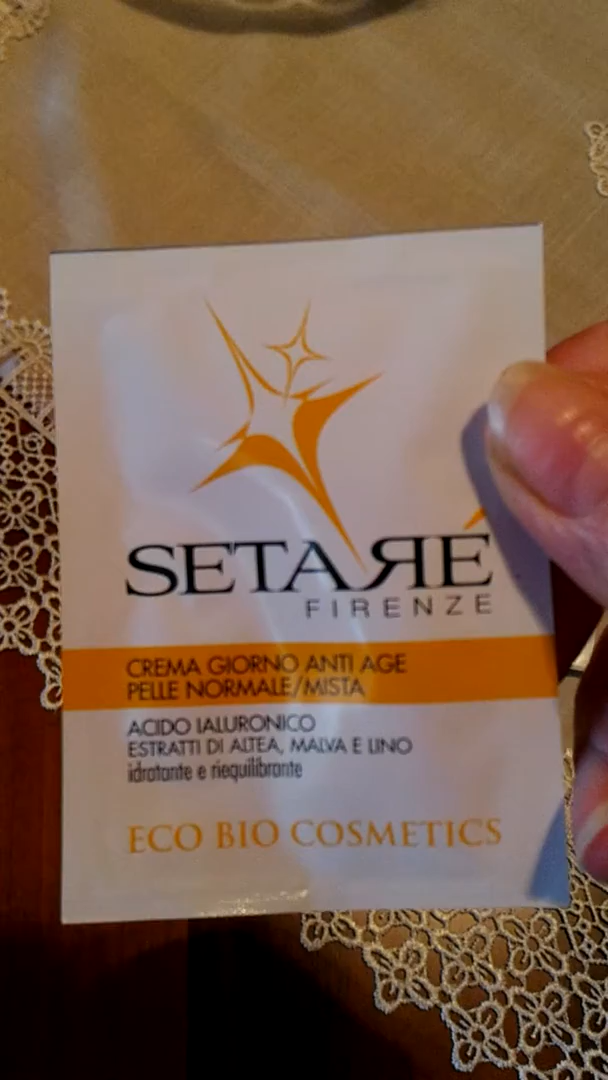 SETARÉ
FIRENZE
CREMA GIORNO ANTI AGE
PELLE NORMALE/MISTA
ACIDO IALURONICO
ESTRATTI DI ALTEA, MALVA E LINO
idratante e riequilibrante
ECO BIO COSMETICS